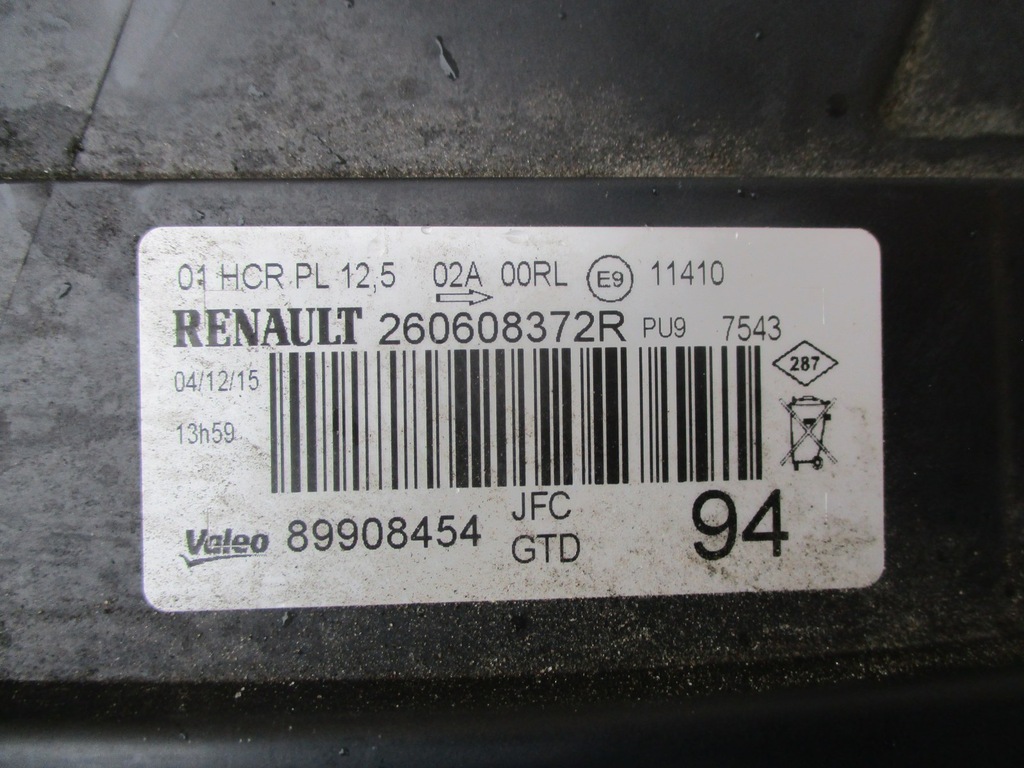 01 HCR PL 12,5 02A 00RL E9 11410
RENAULT 260608372R PU9 7543
287
04/12/15
13h59
Valeo 89908454
JFC
GTD
94